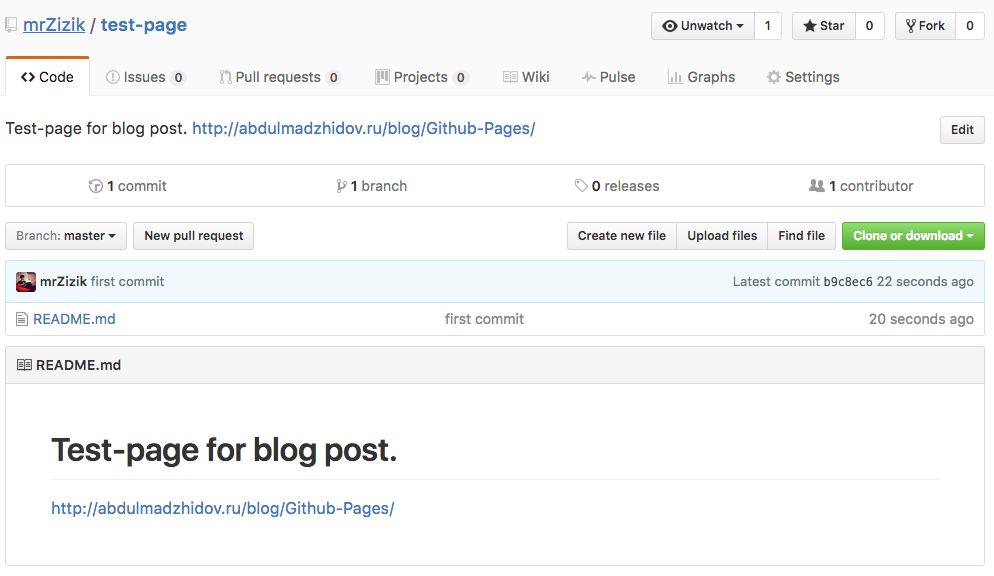 mrZizik / test-page Unwatch 1 Star 0 Fork 0
Code Issues 0 Pull requests 0 Projects 0 Wiki Pulse Graphs Settings
Test-page for blog post. http://abdulmadzhidov.ru/blog/Github-Pages/ Edit
1 commit 1 branch 0 releases 1 contributor
Branch: master New pull request Create new file Upload files Find file Clone or download
mrZizik first commit Latest commit b9c8ec6 22 seconds ago
README.md first commit 20 seconds ago
README.md
Test-page for blog post.
http://abdulmadzhidov.ru/blog/Github-Pages/